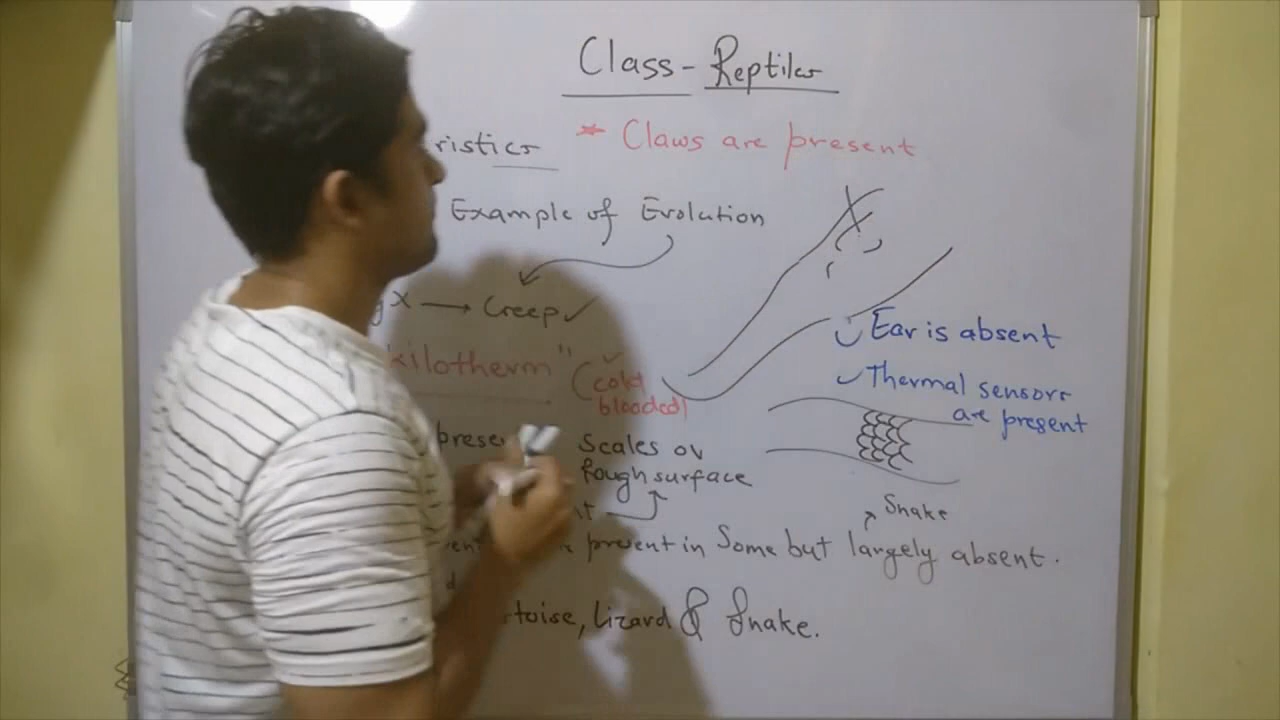 Class - Reptiles
ristics * Claws are present
Example of Evolution
x → Creep ✓
kilotherm" (cold
blooded)
Ear is absent
Thermal sensors
are present
prese Scales or
Rough surface
nt
Snake
present in Some but largely absent.
rtoise, Lizard & Snake.